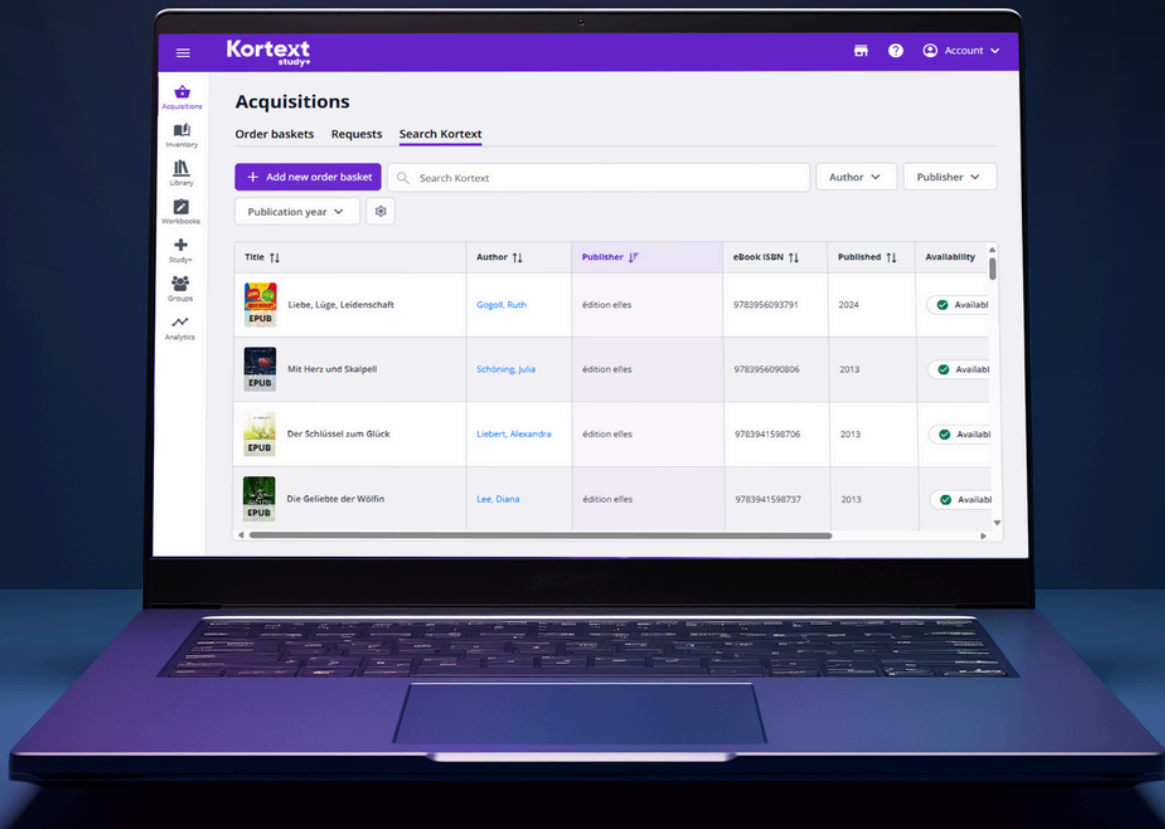 Kortext
study+
Account
Acquisitions
Inventory
Library
Workbooks
Study+
Groups
Analytics
Acquisitions
Order baskets Requests Search Kortext
+ Add new order basket Search Kortext Author Publisher
Publication year
Title Author Publisher eBook ISBN Published Availability
EPUB Liebe, Lüge, Leidenschaft Gogoll, Ruth édition elles 9783956093791 2024 Availabl
EPUB Mit Herz und Skalpell Schöning, Julia édition elles 9783956090806 2013 Availabl
EPUB Der Schlüssel zum Glück Liebert, Alexandra édition elles 9783941598706 2013 Availabl
EPUB Die Geliebte der Wölfin Lee, Diana édition elles 9783941598737 2013 Availabl